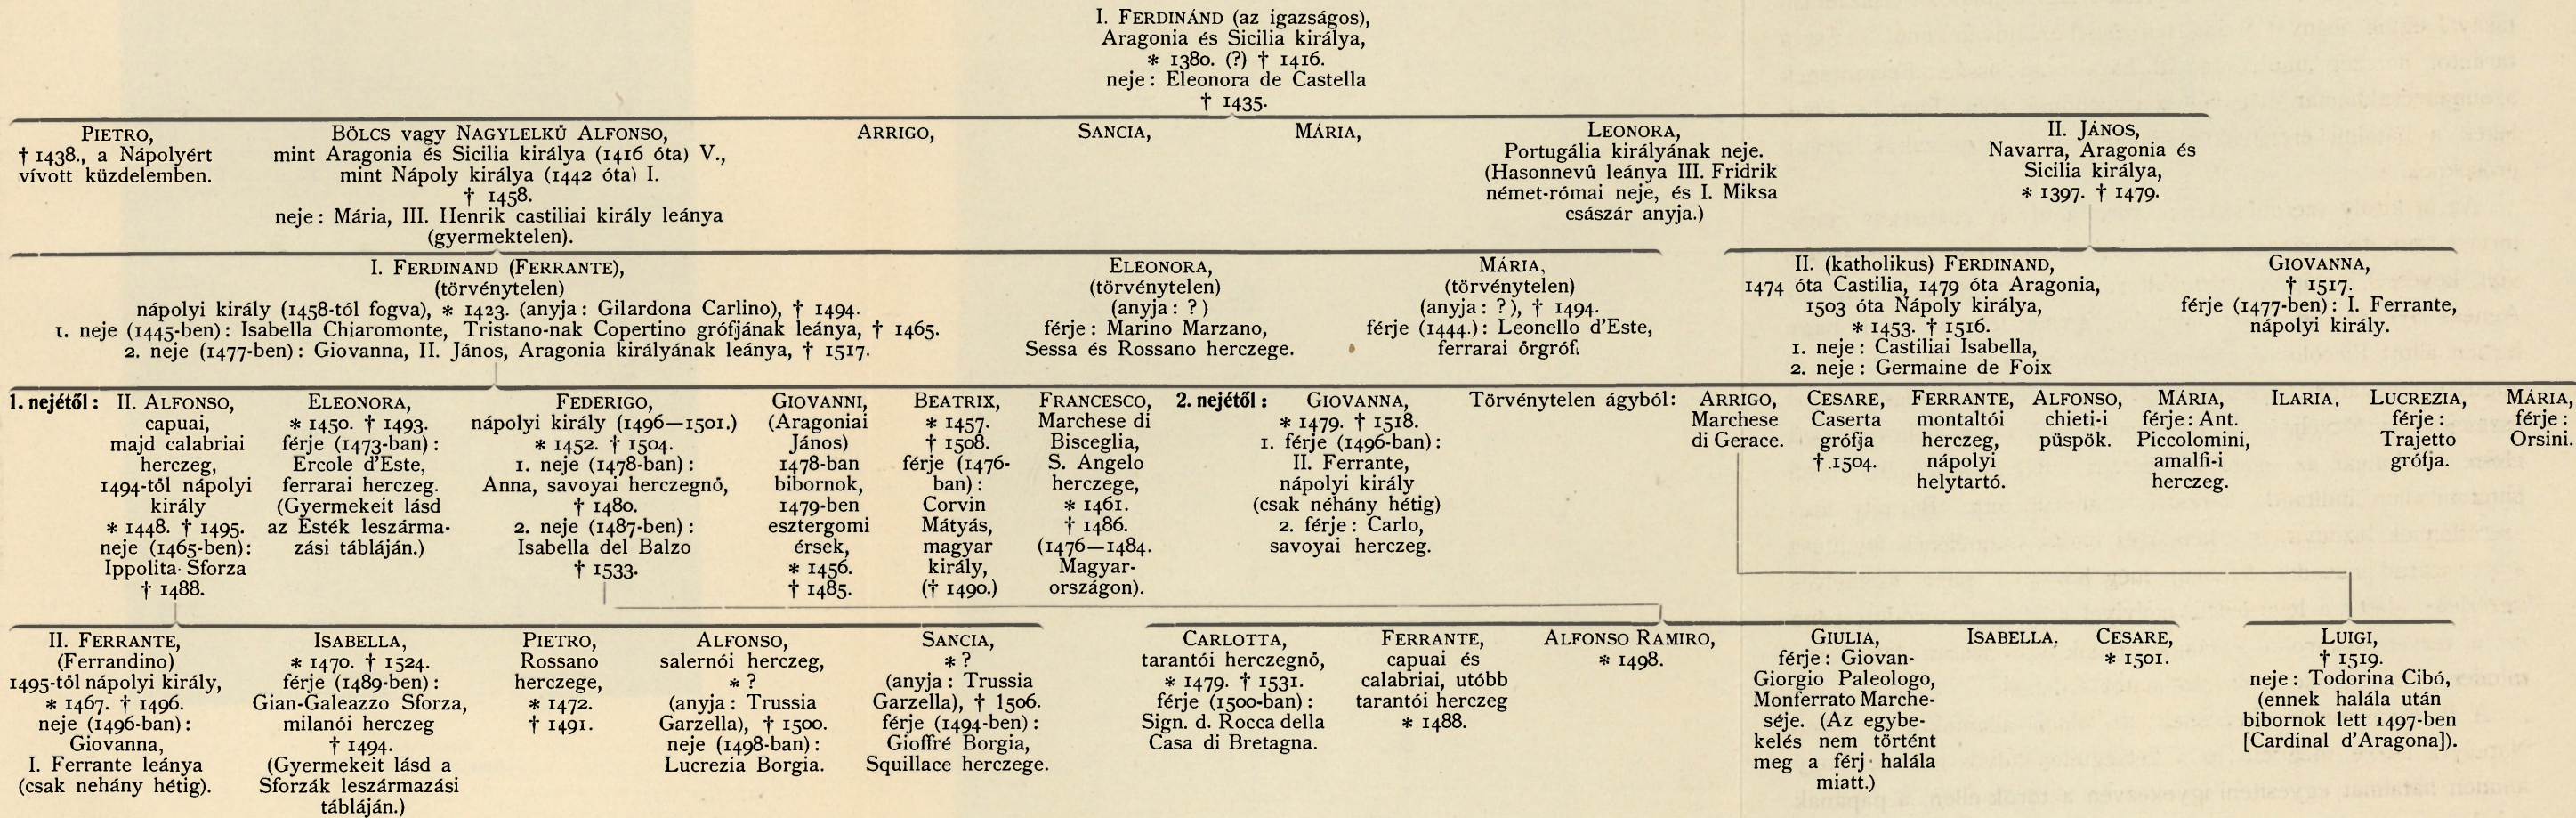 I. FERDINÁND (az igazságos),
Aragonia és Sicilia királya,
* 1380. (?) † 1416.
neje: Eleonora de Castella
† 1435.
PIETRO,
† 1438., a Nápolyért
vívott küzdelemben.
BÖLCS vagy NAGYLELKŰ ALFONSO,
mint Aragonia és Sicilia királya (1416 óta) V.,
mint Nápoly királya (1442 óta) I.
† 1458.
neje: Mária, III. Henrik castiliai király leánya
(gyermektelen).
ARRIGO,
SANCIA,
MÁRIA,
LEONORA,
Portugália királyának neje.
(Hasonnevű leánya III. Fridrik
német-római neje, és I. Miksa
császár anyja.)
II. JÁNOS,
Navarra, Aragonia és
Sicilia királya,
* 1397. † 1479.
I. FERDINAND (FERRANTE),
(törvénytelen)
nápolyi király (1458-tól fogva), * 1423. (anyja: Gilardona Carlino), † 1494.
1. neje (1445-ben): Isabella Chiaromonte, Tristano-nak Copertino grófjának leánya, † 1465.
2. neje (1477-ben): Giovanna, II. János, Aragonia királyának leánya, † 1517.
ELEONORA,
(törvénytelen)
(anyja: ?)
férje: Marino Marzano,
Sessa és Rossano herczege.
MÁRIA,
(törvénytelen)
(anyja: ?), † 1494.
férje (1444.): Leonello d'Este,
ferrarai őrgróf.
II. (katholikus) FERDINAND,
1474 óta Castilia, 1479 óta Aragonia,
1503 óta Nápoly királya,
* 1453. † 1516.
1. neje: Castiliai Isabella,
2. neje: Germaine de Foix
GIOVANNA,
† 1517.
férje (1477-ben): I. Ferrante,
nápolyi király.
1. nejétől:
II. ALFONSO,
capuai,
majd calabriai
herczeg,
1494-től nápolyi
király
* 1448. † 1495.
neje (1465-ben):
Ippolita Sforza
† 1488.
ELEONORA,
* 1450. † 1493.
férje (1473-ban):
Ercole d'Este,
ferrarai herczeg.
(Gyermekeit lásd
az Esték leszárma-
zási tábláján.)
FEDERIGO,
nápolyi király (1496—1501.)
* 1452. † 1504.
1. neje (1478-ban):
Anna, savoyai herczegnő,
† 1480.
2. neje (1487-ben):
Isabella del Balzo
† 1533.
GIOVANNI,
(Aragoniai
János)
1478-ban
bibornok,
1479-ben
esztergomi
érsek,
* 1456.
† 1485.
BEATRIX,
* 1457.
† 1508.
férje (1476-
ban):
Corvin
Mátyás,
magyar
király,
(† 1490.)
FRANCESCO,
Marchese di
Bisceglia,
S. Angelo
herczege,
* 1461.
† 1486.
(1476—1484.
Magyar-
országon).
2. nejétől:
GIOVANNA,
* 1479. † 1518.
1. férje (1496-ban):
II. Ferrante,
nápolyi király
(csak néhány hétig)
2. férje: Carlo,
savoyai herczeg.
Törvénytelen ágyból:
ARRIGO,
Marchese
di Gerace.
CESARE,
Caserta
grófja
† 1504.
FERRANTE,
montaltói
herczeg,
nápolyi
helytartó.
ALFONSO,
chieti-i
püspök.
MÁRIA,
férje: Ant.
Piccolomini,
amalfi-i
herczeg.
ILARIA.
LUCREZIA,
férje:
Trajetto
grófja.
MÁRIA,
férje:
Orsini.
II. FERRANTE,
(Ferrandino)
1495-től nápolyi király,
* 1467. † 1496.
neje (1496-ban):
Giovanna,
I. Ferrante leánya
(csak nehány hétig).
ISABELLA,
* 1470. † 1524.
férje (1489-ben):
Gian-Galeazzo Sforza,
milanói herczeg
† 1494.
(Gyermekeit lásd a
Sforzák leszármazási
tábláján.)
PIETRO,
Rossano
herczege,
* 1472.
† 1491.
ALFONSO,
salernói herczeg,
* ?
(anyja: Trussia
Garzella), † 1500.
neje (1498-ban):
Lucrezia Borgia.
SANCIA,
* ?
(anyja: Trussia
Garzella), † 1506.
férje (1494-ben):
Gioffré Borgia,
Squillace herczege.
CARLOTTA,
tarantói herczegnő,
* 1479. † 1531.
férje (1500-ban):
Sign. d. Rocca della
Casa di Bretagna.
FERRANTE,
capuai és
calabriai, utóbb
tarantói herczeg
* 1488.
ALFONSO RAMIRO,
* 1498.
GIULIA,
férje: Giovan-
Giorgio Paleologo,
Monferrato Marche-
séje. (Az egybe-
kelés nem történt
meg a férj halála
miatt.)
ISABELLA.
CESARE,
* 1501.
LUIGI,
† 1519.
neje: Todorina Cibó,
(ennek halála után
bibornok lett 1497-ben
[Cardinal d'Aragona]).